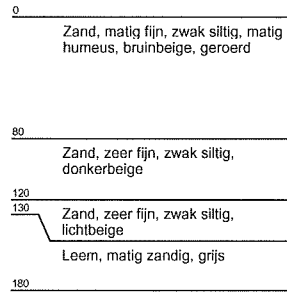 0
Zand, matig fijn, zwak siltig, matig
humeus, bruinbeige, geroerd
80
Zand, zeer fijn, zwak siltig,
donkerbeige
120
130
Zand, zeer fijn, zwak siltig,
lichtbeige
Leem, matig zandig, grijs
180